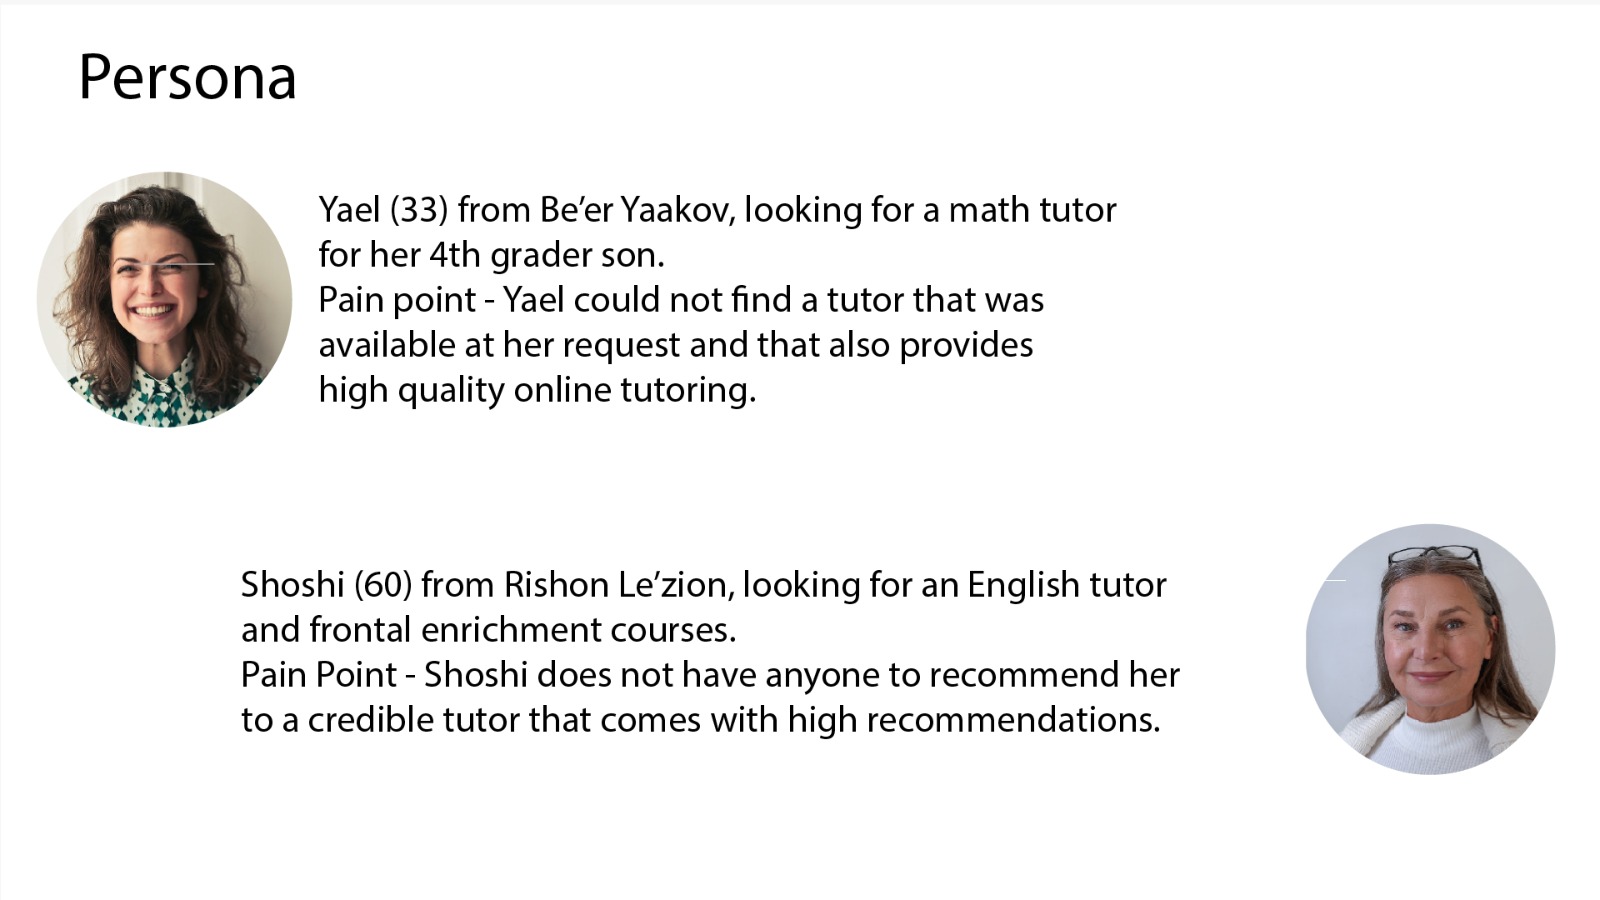 Persona
Yael (33) from Be’er Yaakov, looking for a math tutor
for her 4th grader son.
Pain point - Yael could not find a tutor that was
available at her request and that also provides
high quality online tutoring.
Shoshi (60) from Rishon Le’zion, looking for an English tutor
and frontal enrichment courses.
Pain Point - Shoshi does not have anyone to recommend her
to a credible tutor that comes with high recommendations.